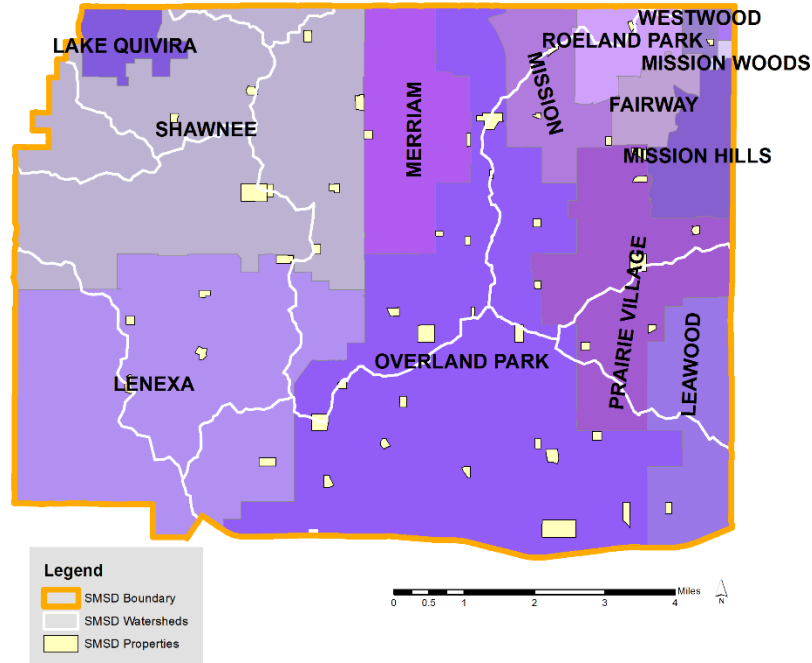 WESTWOOD
LAKE QUIVIRA
ROELAND PARK
MISSION WOODS
MISSION
FAIRWAY
SHAWNEE
MERRIAM
MISSION HILLS
PRAIRIE VILLAGE
LEAWOOD
OVERLAND PARK
LENEXA
Legend
SMSD Boundary
SMSD Watersheds
SMSD Properties
Miles
0 0.5 1 2 3 4
N